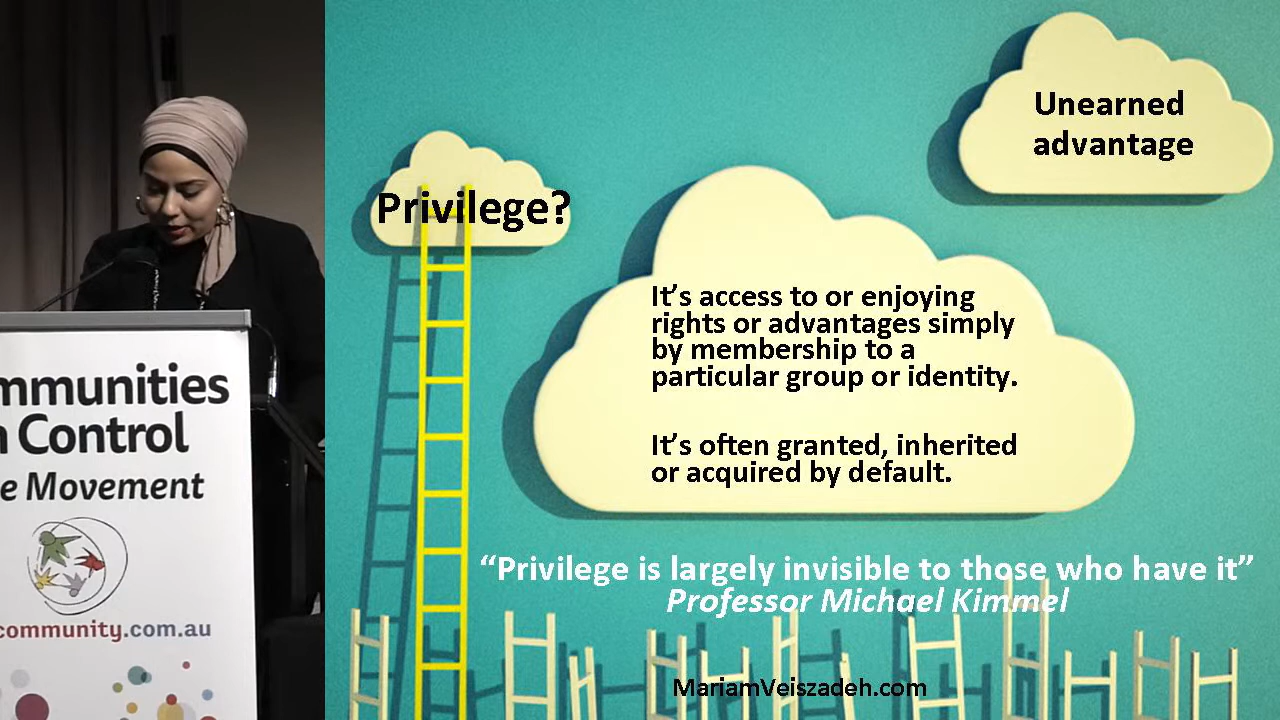 mmunities
n Control
e Movement
community.com.au
Privilege?
Unearned
advantage
It's access to or enjoying
rights or advantages simply
by membership to a
particular group or identity.
It's often granted, inherited
or acquired by default.
“Privilege is largely invisible to those who have it”
Professor Michael Kimmel
MariamVeiszadeh.com